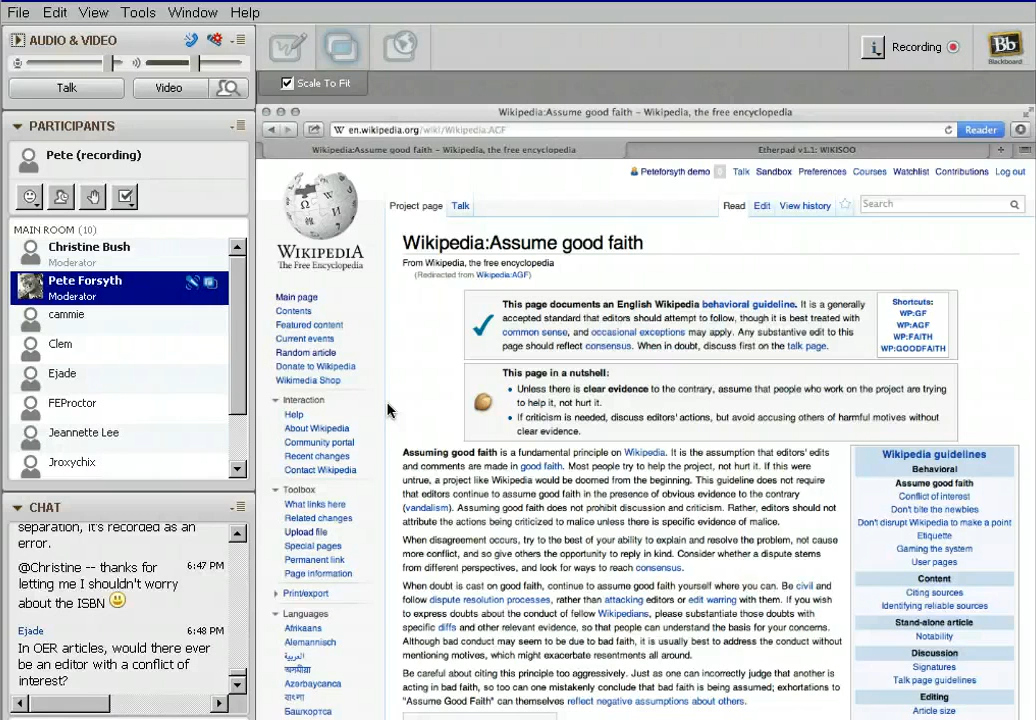 File Edit View Tools Window Help
AUDIO & VIDEO
Talk
Video
PARTICIPANTS
Pete (recording)
MAIN ROOM (10)
Christine Bush
Moderator
Pete Forsyth
Moderator
cammie
Clem
Ejade
FEProctor
Jeannette Lee
Jroxychix
CHAT
separation, it's recorded as an
error.
@Christine -- thanks for 6:47 PM
letting me I shouldn't worry
about the ISBN
Ejade 6:48 PM
In OER articles, would there ever
be an editor with a conflict of
interest?
Recording
Bb
Blackboard
Scale To Fit
Wikipedia:Assume good faith – Wikipedia, the free encyclopedia
W en.wikipedia.org/wiki/Wikipedia:AGF
Reader
Wikipedia:Assume good faith – Wikipedia, the free encyclopedia
Etherpad v1.1: WIKISOO
Peteforsyth demo 0 Talk Sandbox Preferences Courses Watchlist Contributions Log out
Project page Talk
Read Edit View history
Search
WIKIPEDIA
The Free Encyclopedia
Main page
Contents
Featured content
Current events
Random article
Donate to Wikipedia
Wikimedia Shop
Interaction
Help
About Wikipedia
Community portal
Recent changes
Contact Wikipedia
Toolbox
What links here
Related changes
Upload file
Special pages
Permanent link
Page information
Print/export
Languages
Afrikaans
Alemannisch
العربية
অসমীয়া
Azərbaycanca
বাংলা
Башҡортса
Wikipedia:Assume good faith
From Wikipedia, the free encyclopedia
(Redirected from Wikipedia:AGF)
This page documents an English Wikipedia behavioral guideline. It is a generally
accepted standard that editors should attempt to follow, though it is best treated with
common sense, and occasional exceptions may apply. Any substantive edit to this
page should reflect consensus. When in doubt, discuss first on the talk page.
Shortcuts:
WP:GF
WP:AGF
WP:FAITH
WP:GOODFAITH
This page in a nutshell:
• Unless there is clear evidence to the contrary, assume that people who work on the project are trying
to help it, not hurt it.
• If criticism is needed, discuss editors' actions, but avoid accusing others of harmful motives without
clear evidence.
Assuming good faith is a fundamental principle on Wikipedia. It is the assumption that editors' edits
and comments are made in good faith. Most people try to help the project, not hurt it. If this were
untrue, a project like Wikipedia would be doomed from the beginning. This guideline does not require
that editors continue to assume good faith in the presence of obvious evidence to the contrary
(vandalism). Assuming good faith does not prohibit discussion and criticism. Rather, editors should not
attribute the actions being criticized to malice unless there is specific evidence of malice.
When disagreement occurs, try to the best of your ability to explain and resolve the problem, not cause
more conflict, and so give others the opportunity to reply in kind. Consider whether a dispute stems
from different perspectives, and look for ways to reach consensus.
When doubt is cast on good faith, continue to assume good faith yourself where you can. Be civil and
follow dispute resolution processes, rather than attacking editors or edit warring with them. If you wish
to express doubts about the conduct of fellow Wikipedians, please substantiate those doubts with
specific diffs and other relevant evidence, so that people can understand the basis for your concerns.
Although bad conduct may seem to be due to bad faith, it is usually best to address the conduct without
mentioning motives, which might exacerbate resentments all around.
Be careful about citing this principle too aggressively. Just as one can incorrectly judge that another is
acting in bad faith, so too can one mistakenly conclude that bad faith is being assumed; exhortations to
"Assume Good Faith" can themselves reflect negative assumptions about others.
Wikipedia guidelines
Behavioral
Assume good faith
Conflict of interest
Don't bite the newbies
Don't disrupt Wikipedia to make a point
Etiquette
Gaming the system
User pages
Content
Citing sources
Identifying reliable sources
Stand-alone article
Notability
Discussion
Signatures
Talk page guidelines
Editing
Article size